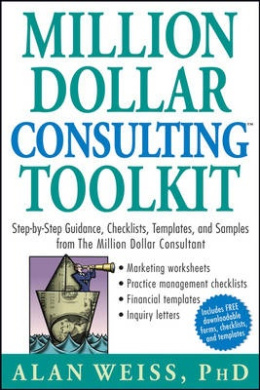 MILLION
DOLLAR
CONSULTING™
TOOLKIT
Step-by-Step Guidance, Checklists, Templates, and Samples
from The Million Dollar Consultant
• Marketing worksheets
• Practice management checklists
• Financial templates
• Inquiry letters
Includes FREE
downloadable
forms, checklists,
and templates
ALAN WEISS, PHD